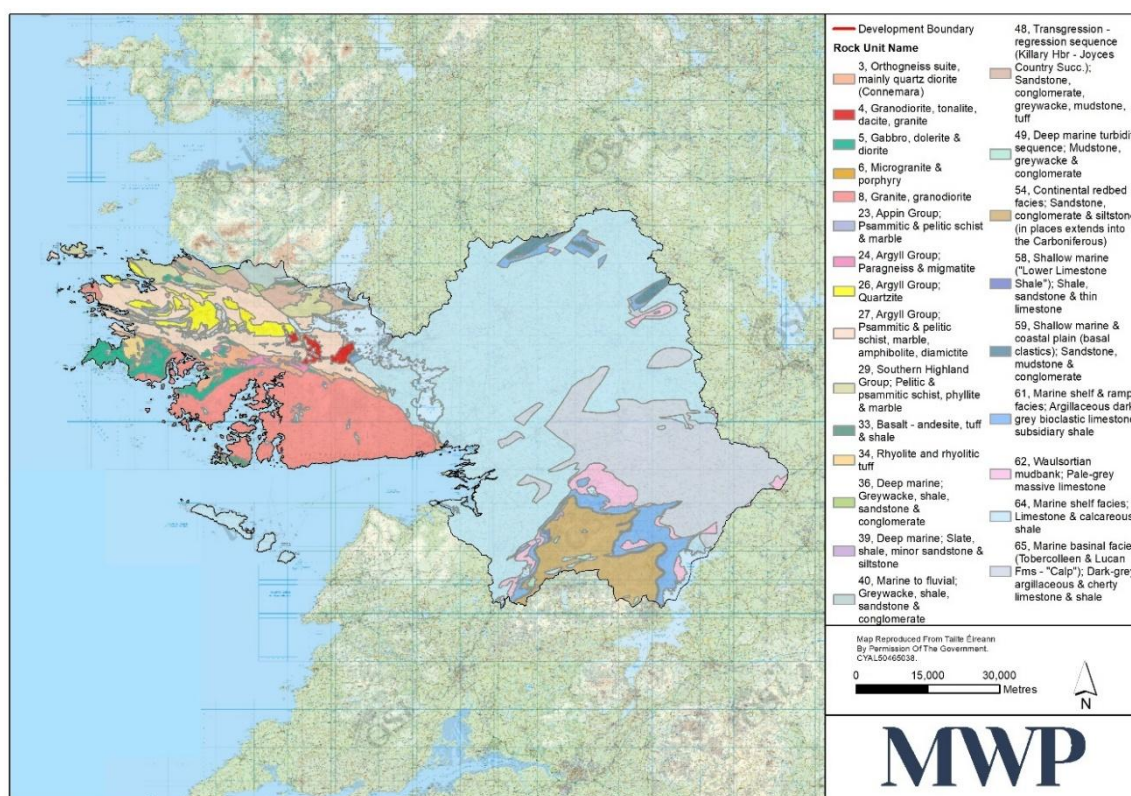 Development Boundary
Rock Unit Name
3, Orthogneiss suite,
mainly quartz diorite
(Connemara)
4, Granodiorite, tonalite,
dacite, granite
5, Gabbro, dolerite &
diorite
6, Microgranite &
porphyry
8, Granite, granodiorite
23, Appin Group;
Psammitic & pelitic schist
& marble
24, Argyll Group;
Paragneiss & migmatite
26, Argyll Group;
Quartzite
27, Argyll Group;
Psammitic & pelitic
schist, marble,
amphibolite, diamictite
29, Southern Highland
Group; Pelitic &
psammitic schist, phyllite
& marble
33, Basalt - andesite, tuff
& shale
34, Rhyolite and rhyolitic
tuff
36, Deep marine;
Greywacke, shale,
sandstone &
conglomerate
39, Deep marine; Slate,
shale, minor sandstone &
siltstone
40, Marine to fluvial;
Greywacke, shale,
sandstone &
conglomerate
48, Transgression -
regression sequence
(Killary Hbr - Joyces
Country Succ.);
Sandstone,
conglomerate,
greywacke, mudstone,
tuff
49, Deep marine turbidi
sequence; Mudstone,
greywacke &
conglomerate
54, Continental redbed
facies; Sandstone,
conglomerate & siltston
(in places extends into
the Carboniferous)
58, Shallow marine
("Lower Limestone
Shale"); Shale,
sandstone & thin
limestone
59, Shallow marine &
coastal plain (basal
clastics); Sandstone,
mudstone &
conglomerate
61, Marine shelf & ramp
facies; Argillaceous dark
grey bioclastic limestone
subsidiary shale
62, Waulsortian
mudbank; Pale-grey
massive limestone
64, Marine shelf facies;
Limestone & calcareous
shale
65, Marine basinal facie
(Tobercolleen & Lucan
Fms - "Calp"); Dark-grey
argillaceous & cherty
limestone & shale
Map Reproduced From Tailte Éireann
By Permission Of The Government.
CYAL50465038.
0 15,000 30,000
Metres
N
MWP